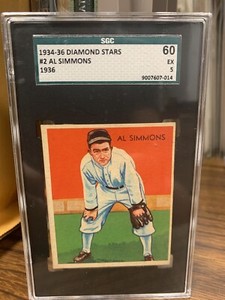 SGC
1934-36 DIAMOND STARS
60
#2 AL SIMMONS
EX
1936
5
9007607-014
AL SIMMONS